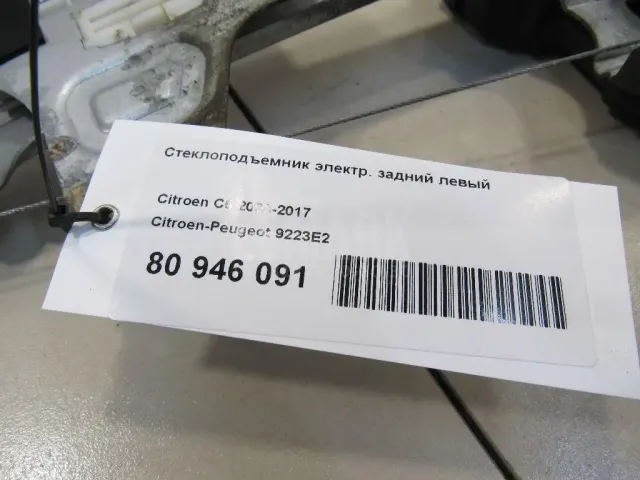 Стеклоподъемник электр. задний левый
Citroen 2017
Citroen-Peugeot 9223E2
80 946 091